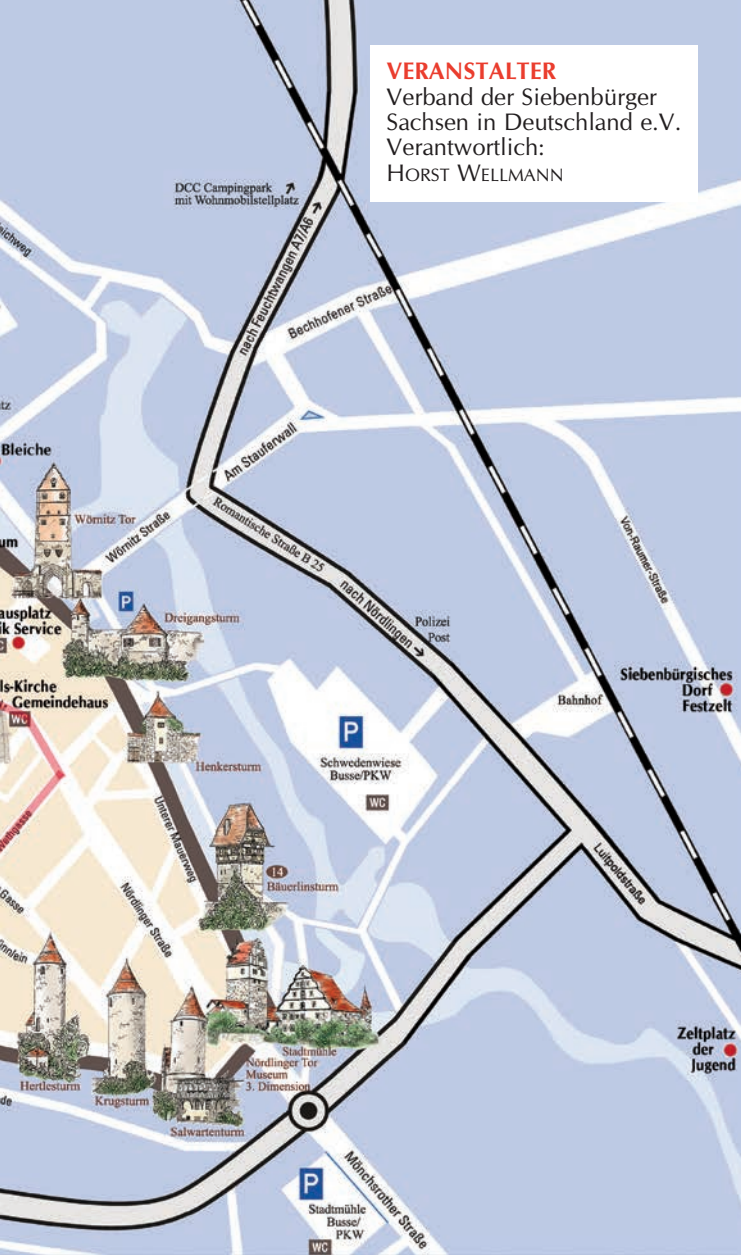 VERANSTALTER
Verband der Siebenbürger
Sachsen in Deutschland e.V.
Verantwortlich:
HORST WELLMANN
DCC Campingpark
mit Wohnmobilstellplatz
nach Feuchtwangen A7/A6
Bechhofener Straße
Am Stauferwall
Bleiche
Wörnitz Tor
Wörnitz Straße
Romantische Straße B 25
nach Nördlingen
Von-Raumer-Straße
P
Dreigangsturm
Polizei
Post
ausplatz
ik Service
Siebenbürgisches
Dorf
Festzelt
Bahnhof
ls-Kirche
Gemeindehaus
WC
P
Schwedenwiese
Busse/PKW
WC
Henkersturm
Unterer Mauerweg
14
Bäuerlinsturm
Luitpoldstraße
Nördlinger Straße
Gasse
Zeltplatz
der
Jugend
Stadtmühle
Nördlinger Tor
Museum
3. Dimension
Hertlesturm
Krugsturm
Salwartenturm
Mönchsrother Straße
P
Stadtmühle
Busse/
PKW
WC